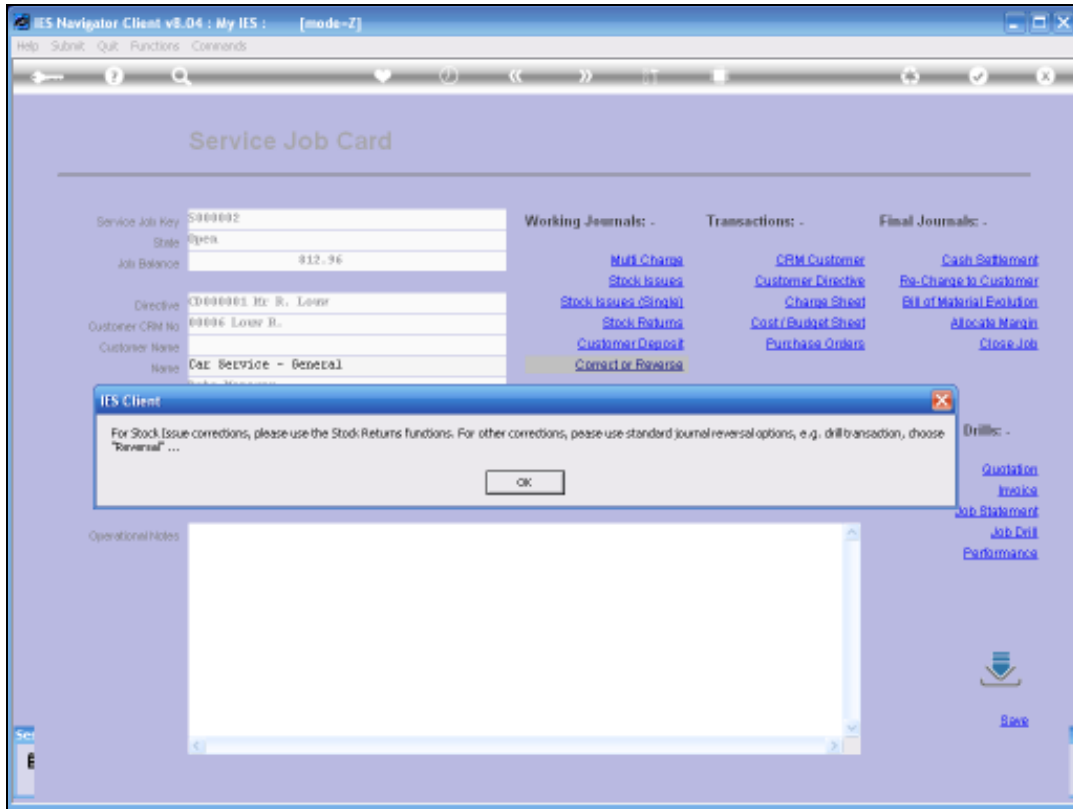 IES Navigator Client v8.04 : My IES : [mode=Z]
Help Submit Quit Functions Commands
Service Job Card
Service Job Key S000002
State Open
Job Balance 812.96
Directive CD000001 Mr R. Louw
Customer CRM No 00006 Louw R.
Customer Name
Name Car Service - General
Working Journals: -
Multi Charge
Stock Issues
Stock Issues (Single)
Stock Returns
Customer Deposit
Correct or Reverse
Transactions: -
CRM Customer
Customer Directive
Charge Sheet
Cost / Budget Sheet
Purchase Orders
Final Journals: -
Cash Settlement
Re-Charge to Customer
Bill of Material Evolution
Allocate Margin
Close Job
IES Client
For Stock Issue corrections, please use the Stock Returns functions. For other corrections, pease use standard journal reversal options, e.g. drill transaction, choose
"Reversal" ...
OK
Drills: -
Quotation
Invoice
Job Statement
Job Drill
Performance
Operational Notes
Save